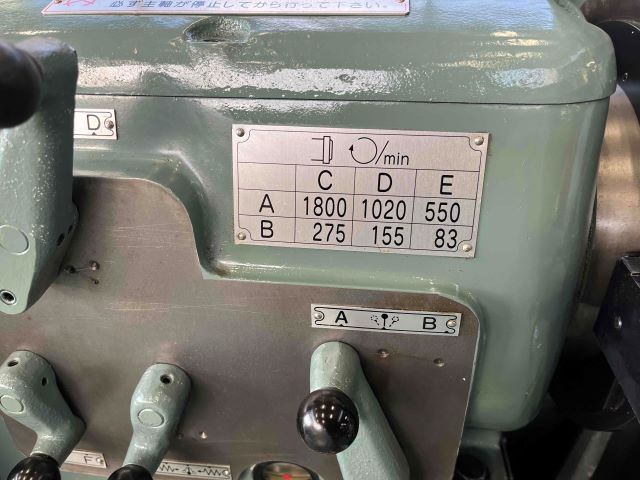 必ず主軸が停止してから行って下さい。
D
/min
C D E
A 1800 1020 550
B 275 155 83
A B
F